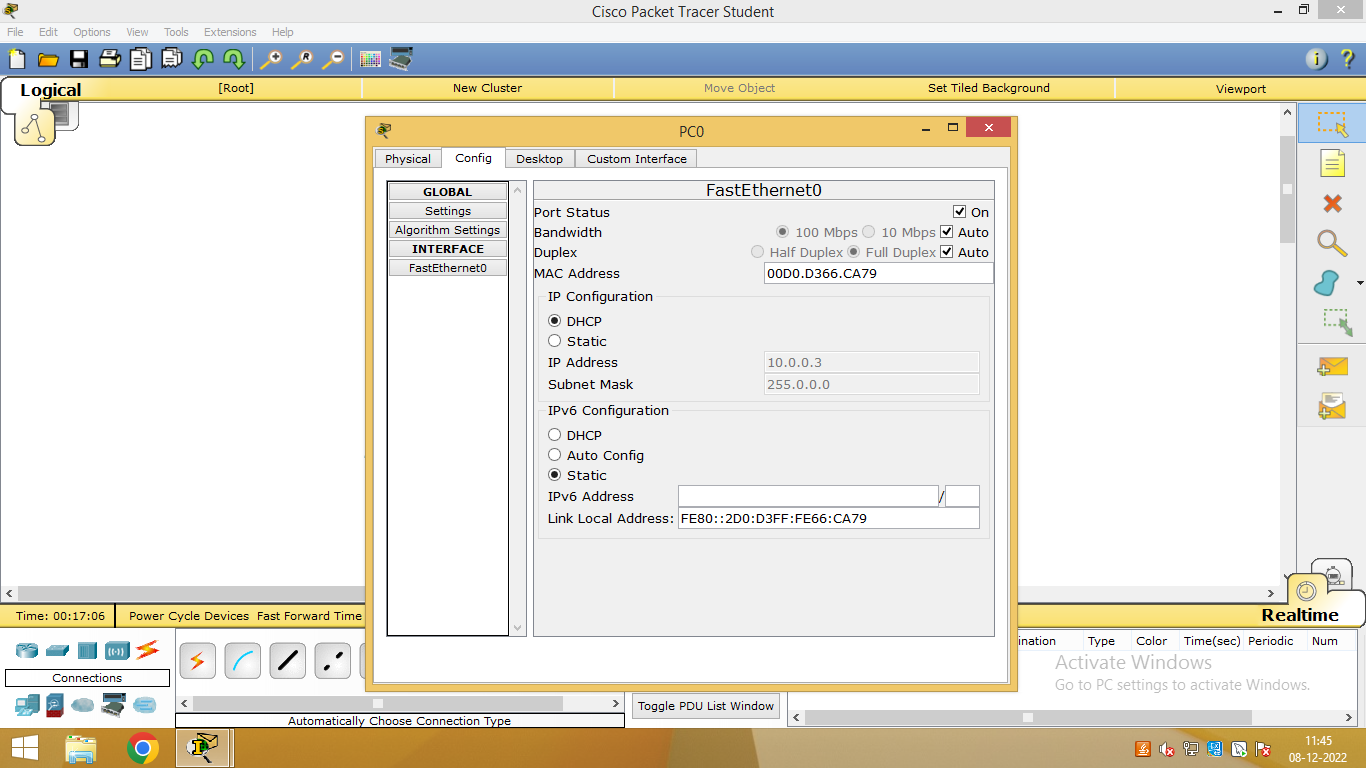 Cisco Packet Tracer Student
File Edit Options View Tools Extensions Help
Logical [Root] New Cluster Move Object Set Tiled Background Viewport
PC0
Physical Config Desktop Custom Interface
GLOBAL
Settings
Algorithm Settings
INTERFACE
FastEthernet0
FastEthernet0
Port Status On
Bandwidth 100 Mbps 10 Mbps Auto
Duplex Half Duplex Full Duplex Auto
MAC Address 00D0.D366.CA79
IP Configuration
DHCP
Static
IP Address 10.0.0.3
Subnet Mask 255.0.0.0
IPv6 Configuration
DHCP
Auto Config
Static
IPv6 Address /
Link Local Address: FE80::2D0:D3FF:FE66:CA79
Time: 00:17:06 Power Cycle Devices Fast Forward Time Realtime
Connections
Automatically Choose Connection Type
Toggle PDU List Window
ination Type Color Time(sec) Periodic Num
Activate Windows
Go to PC settings to activate Windows.
11:45
08-12-2022